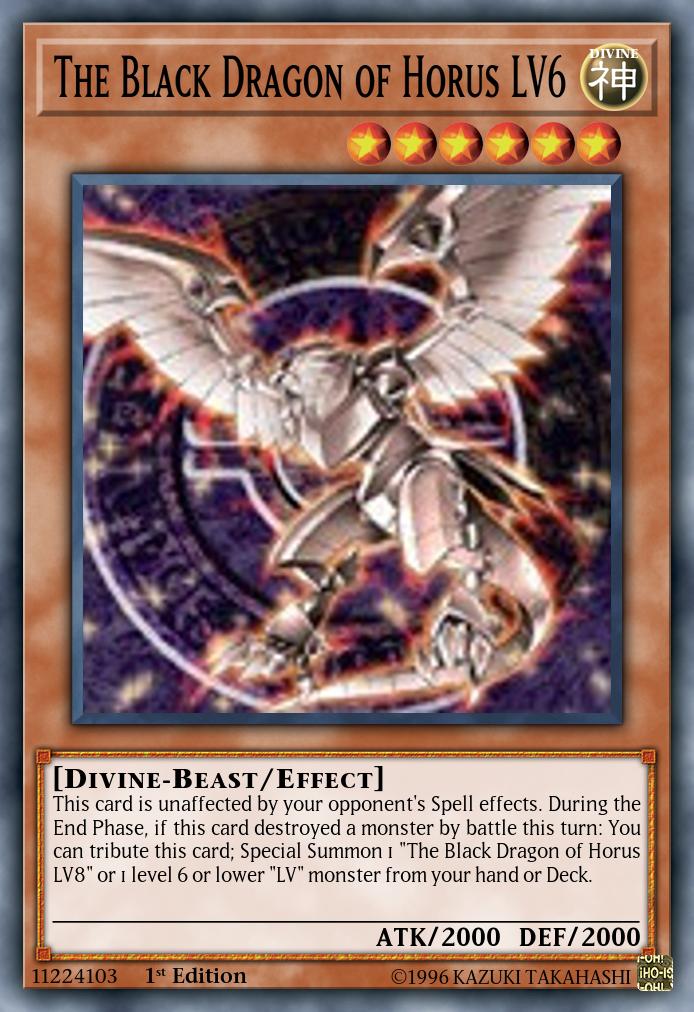 The Black Dragon of Horus LV6
DIVINE
神
[Divine-Beast/Effect]
This card is unaffected by your opponent's Spell effects. During the
End Phase, if this card destroyed a monster by battle this turn: You
can tribute this card; Special Summon 1 "The Black Dragon of Horus
LV8" or 1 level 6 or lower "LV" monster from your hand or Deck.
ATK/2000 DEF/2000
11224103 1st Edition ©1996 KAZUKI TAKAHASHI